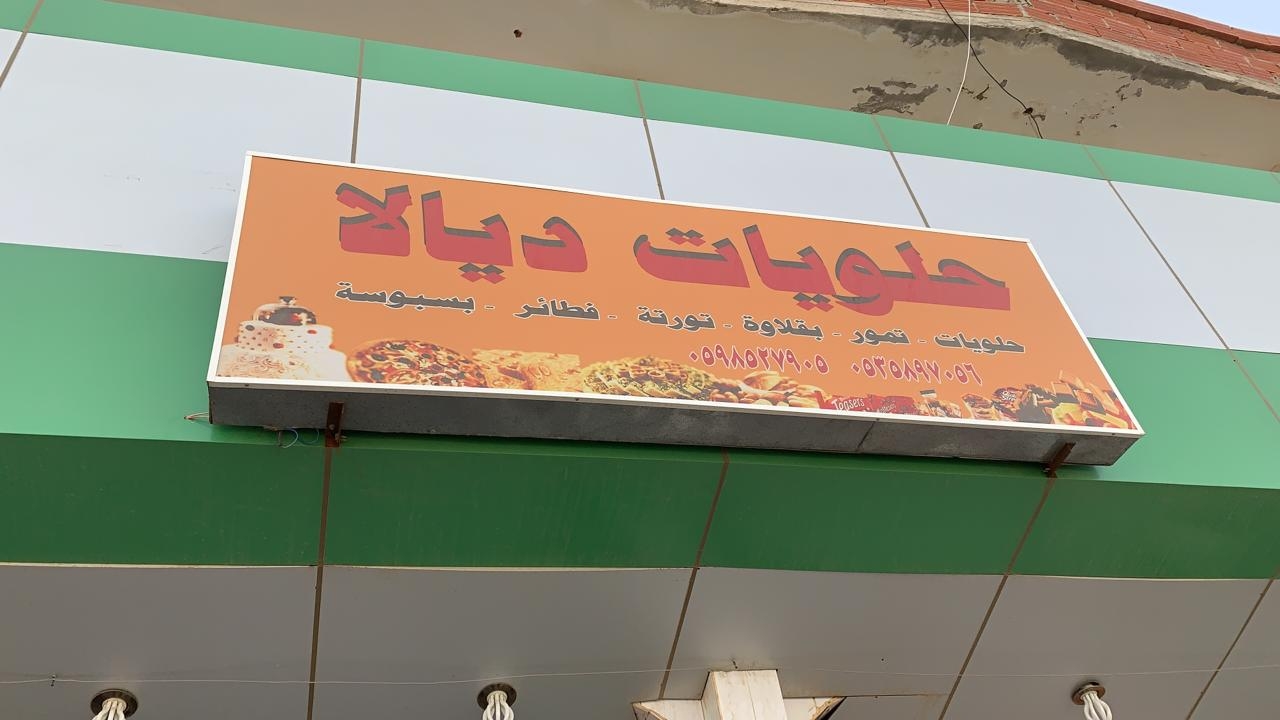 حلويات ديالا
حلويات - تمور - بقلاوة - تورتة - فطائر - بسبوسة
٠٥٣٥٨٩٧٠٥٦ ٠٥٩٨٥٢٧٩٠٥